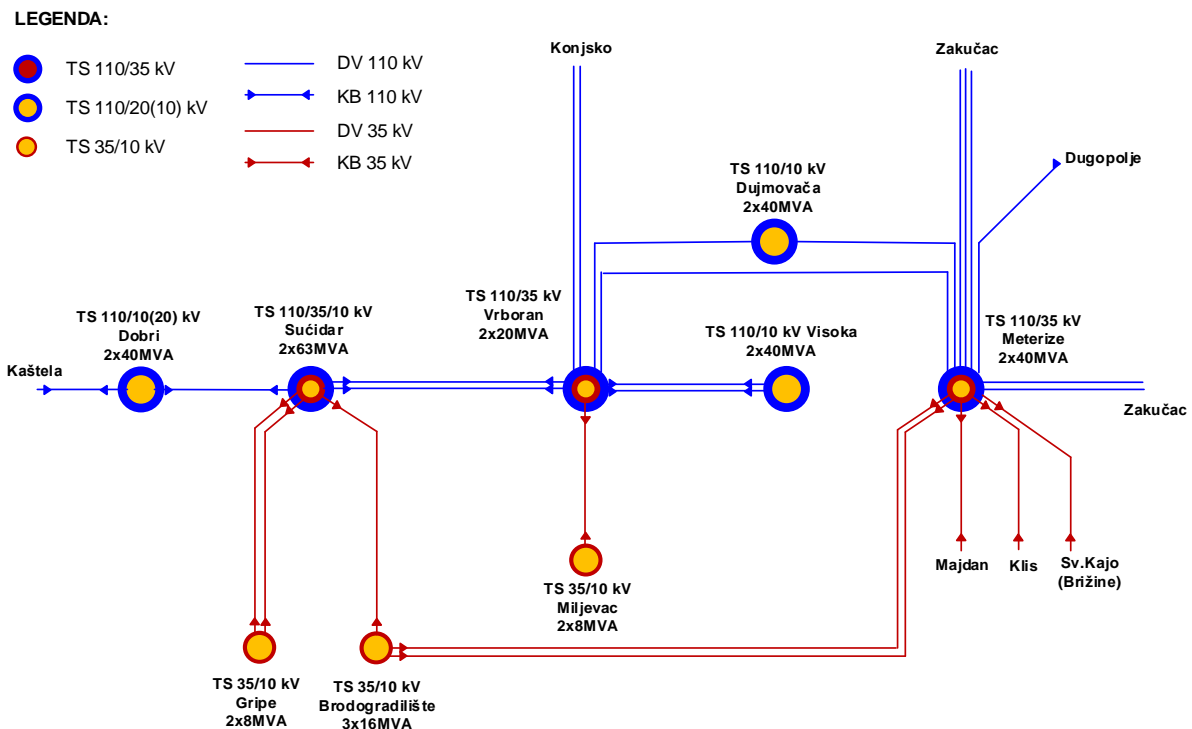 LEGENDA:
TS 110/35 kV
TS 110/20(10) kV
TS 35/10 kV
DV 110 kV
KB 110 kV
DV 35 kV
KB 35 kV
Konjsko
Zakučac
Dugopolje
TS 110/10 kV
Dujmovača
2x40MVA
TS 110/10(20) kV
Dobri
2x40MVA
TS 110/35/10 kV
Sućidar
2x63MVA
TS 110/35 kV
Vrboran
2x20MVA
TS 110/10 kV Visoka
2x40MVA
TS 110/35 kV
Meterize
2x40MVA
Kaštela
Zakučac
TS 35/10 kV
Miljevac
2x8MVA
Majdan
Klis
Sv.Kajo
(Brižine)
TS 35/10 kV
Gripe
2x8MVA
TS 35/10 kV
Brodogradilište
3x16MVA